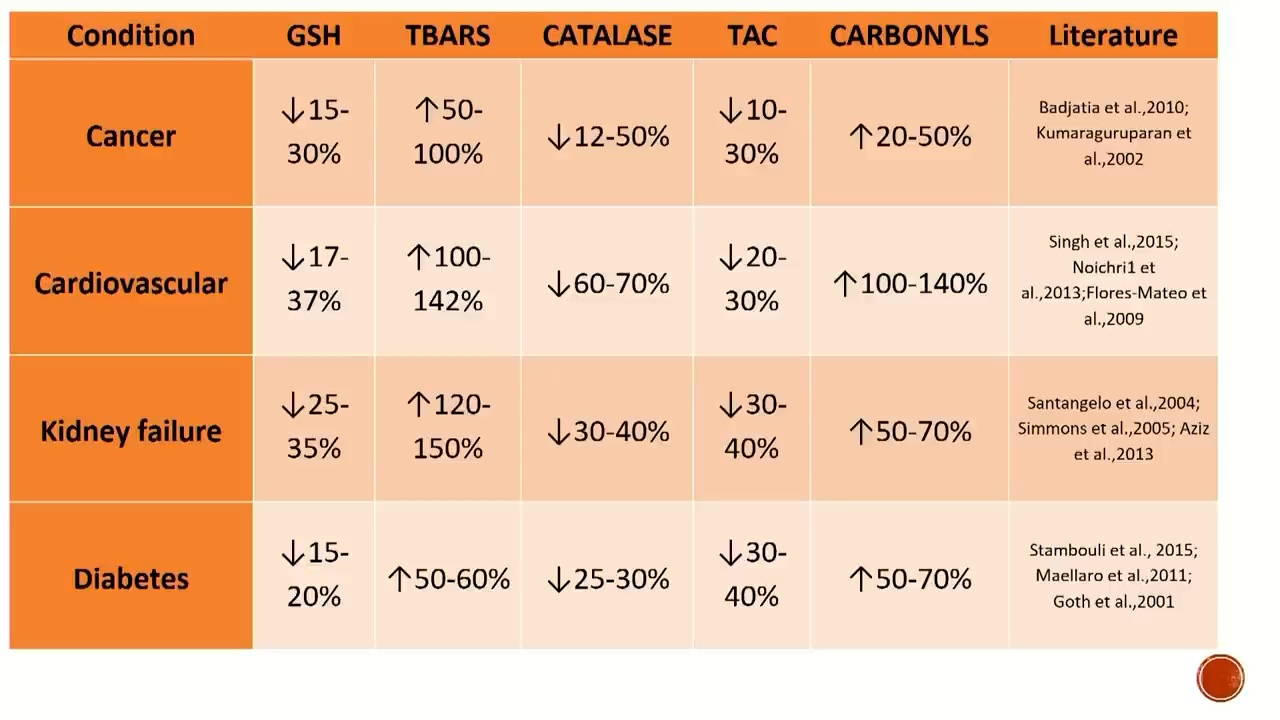 Condition GSH TBARS CATALASE TAC CARBONYLS Literature
Cancer
↓15-
30%
↑50-
100%
↓12-50%
↓10-
30%
↑20-50%
Badjatia et al.,2010;
Kumaraguruparan et
al.,2002
Cardiovascular
↓17-
37%
↑100-
142%
↓60-70%
↓20-
30%
↑100-140%
Singh et al.,2015;
Noichri1 et
al.,2013;Flores-Mateo et
al.,2009
Kidney failure
↓25-
35%
↑120-
150%
↓30-40%
↓30-
40%
↑50-70%
Santangelo et al.,2004;
Simmons et al.,2005; Aziz
et al.,2013
Diabetes
↓15-
20%
↑50-60%
↓25-30%
↓30-
40%
↑50-70%
Stambouli et al., 2015;
Maellaro et al.,2011;
Goth et al.,2001